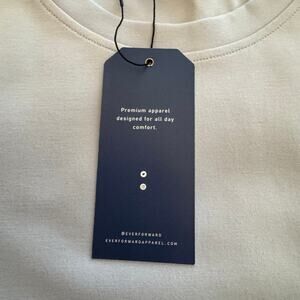 Premium apparel
designed for all day
comfort.
@EVERFORWARD
EVERFORWARDAPPAREL.COM